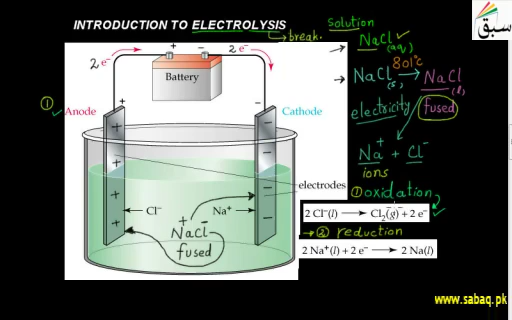 INTRODUCTION TO ELECTROLYSIS
break.
Solution
سبق
NaCl (aq)
NaCl (s) 801°C NaCl (l)
electricity fused
Na+ + Cl-
ions
2 e- + - 2 e-
Battery
1
Anode + - Cathode
electrodes
Cl- Na+
+ -
NaCl
fused
1 oxidation
2 Cl-(l) → Cl2(g) + 2 e-
→ 2 reduction
2 Na+(l) + 2 e- → 2 Na(l)
www.sabaq.pk